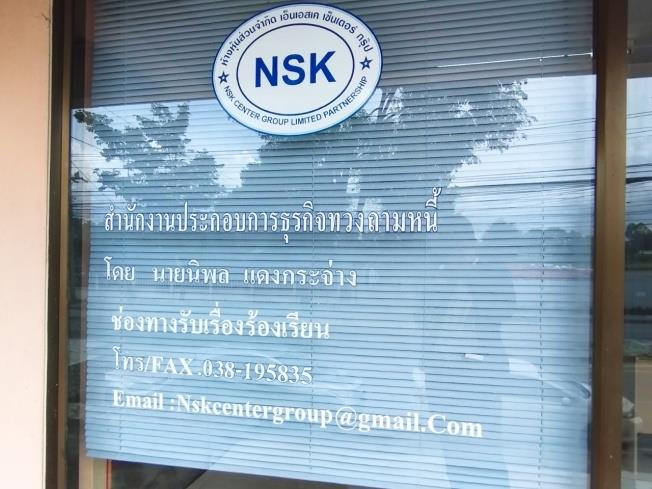 ห้างหุ้นส่วนจำกัด เอ็นเอสเค เซ็นเตอร์ กรุ๊ป
NSK
NSK CENTER GROUP LIMITED PARTNERSHIP
สำนักงานประกอบการธุรกิจทวงถามหนี้
โดย นายนิพล แดงกระจ่าง
ช่องทางรับเรื่องร้องเรียน
โทร/FAX .038-195835
Email :Nskcentergroup@gmail.Com